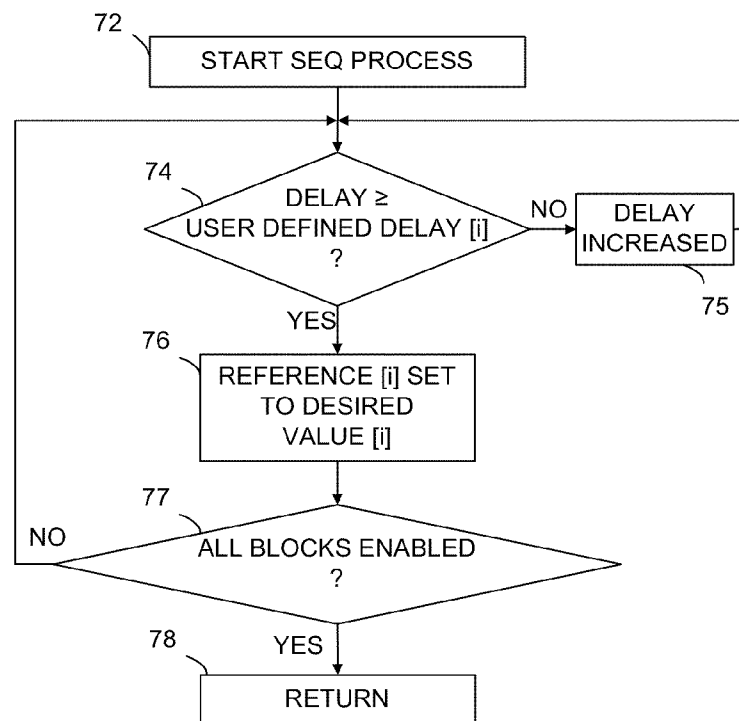 72
START SEQ PROCESS
74
DELAY ≥
USER DEFINED DELAY [i]
?
NO
DELAY
INCREASED
75
YES
76
REFERENCE [i] SET
TO DESIRED
VALUE [i]
77
NO
ALL BLOCKS ENABLED
?
YES
78
RETURN